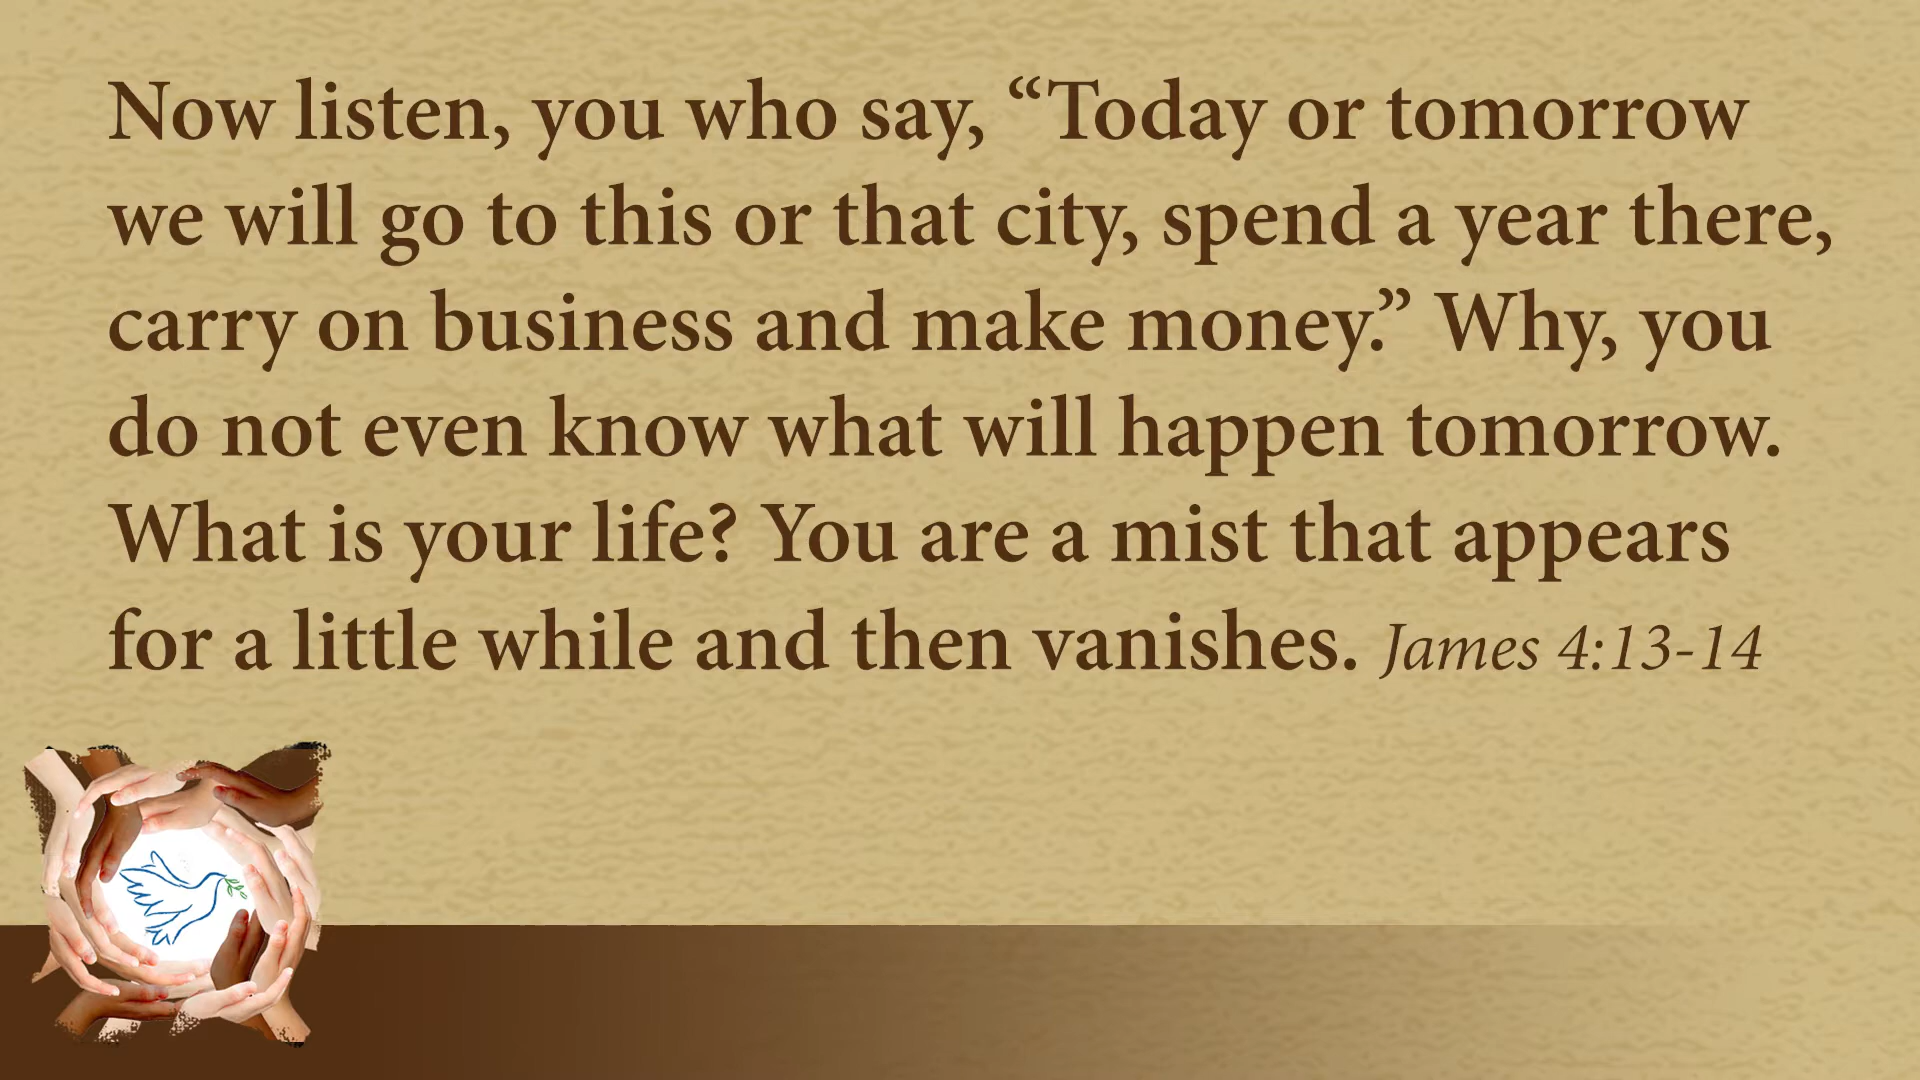 Now listen, you who say, “Today or tomorrow
we will go to this or that city, spend a year there,
carry on business and make money.” Why, you
do not even know what will happen tomorrow.
What is your life? You are a mist that appears
for a little while and then vanishes. James 4:13-14